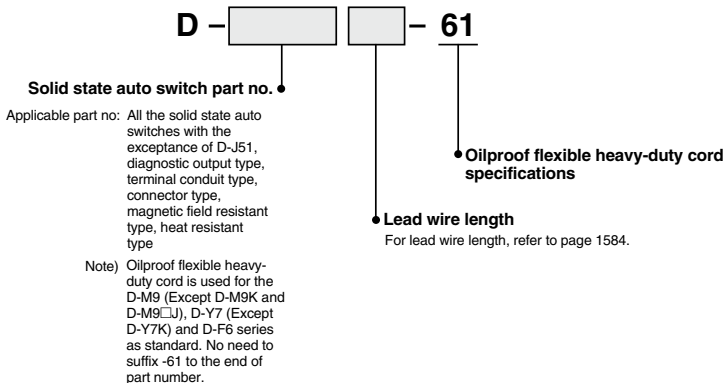 D – – 61
Solid state auto switch part no.
Applicable part no: All the solid state auto
switches with the
exceptance of D-J51,
diagnostic output type,
terminal conduit type,
connector type,
magnetic field resistant
type, heat resistant
type
Note) Oilproof flexible heavy-
duty cord is used for the
D-M9 (Except D-M9K and
D-M9□J), D-Y7 (Except
D-Y7K) and D-F6 series
as standard. No need to
suffix -61 to the end of
part number.
Oilproof flexible heavy-duty cord
specifications
Lead wire length
For lead wire length, refer to page 1584.